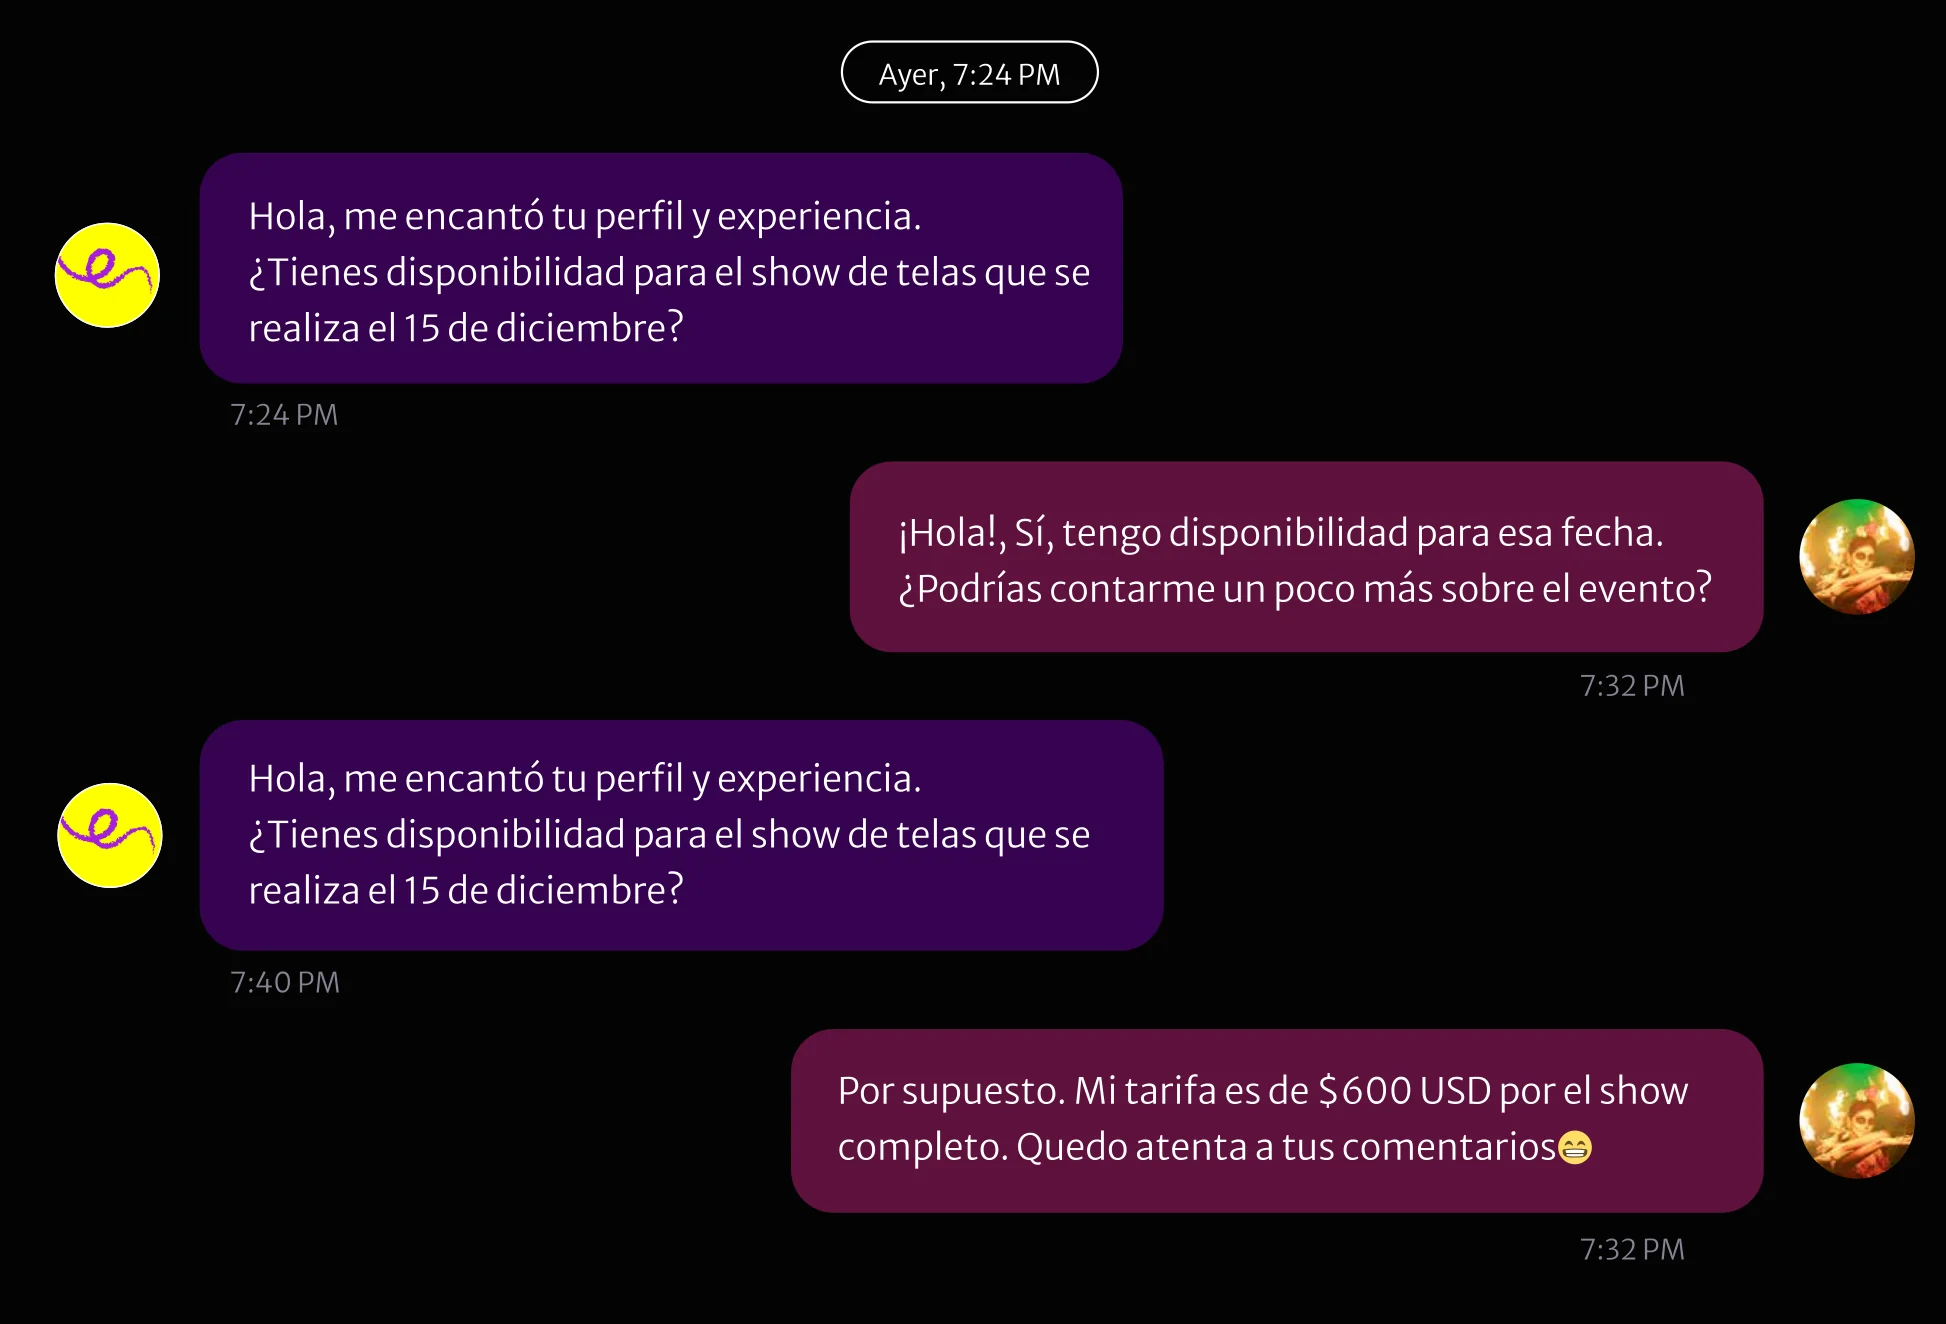 Ayer, 7:24 PM
Hola, me encantó tu perfil y experiencia.
¿Tienes disponibilidad para el show de telas que se
realiza el 15 de diciembre?
7:24 PM
¡Hola!, Sí, tengo disponibilidad para esa fecha.
¿Podrías contarme un poco más sobre el evento?
7:32 PM
Hola, me encantó tu perfil y experiencia.
¿Tienes disponibilidad para el show de telas que se
realiza el 15 de diciembre?
7:40 PM
Por supuesto. Mi tarifa es de $600 USD por el show
completo. Quedo atenta a tus comentarios😁
7:32 PM